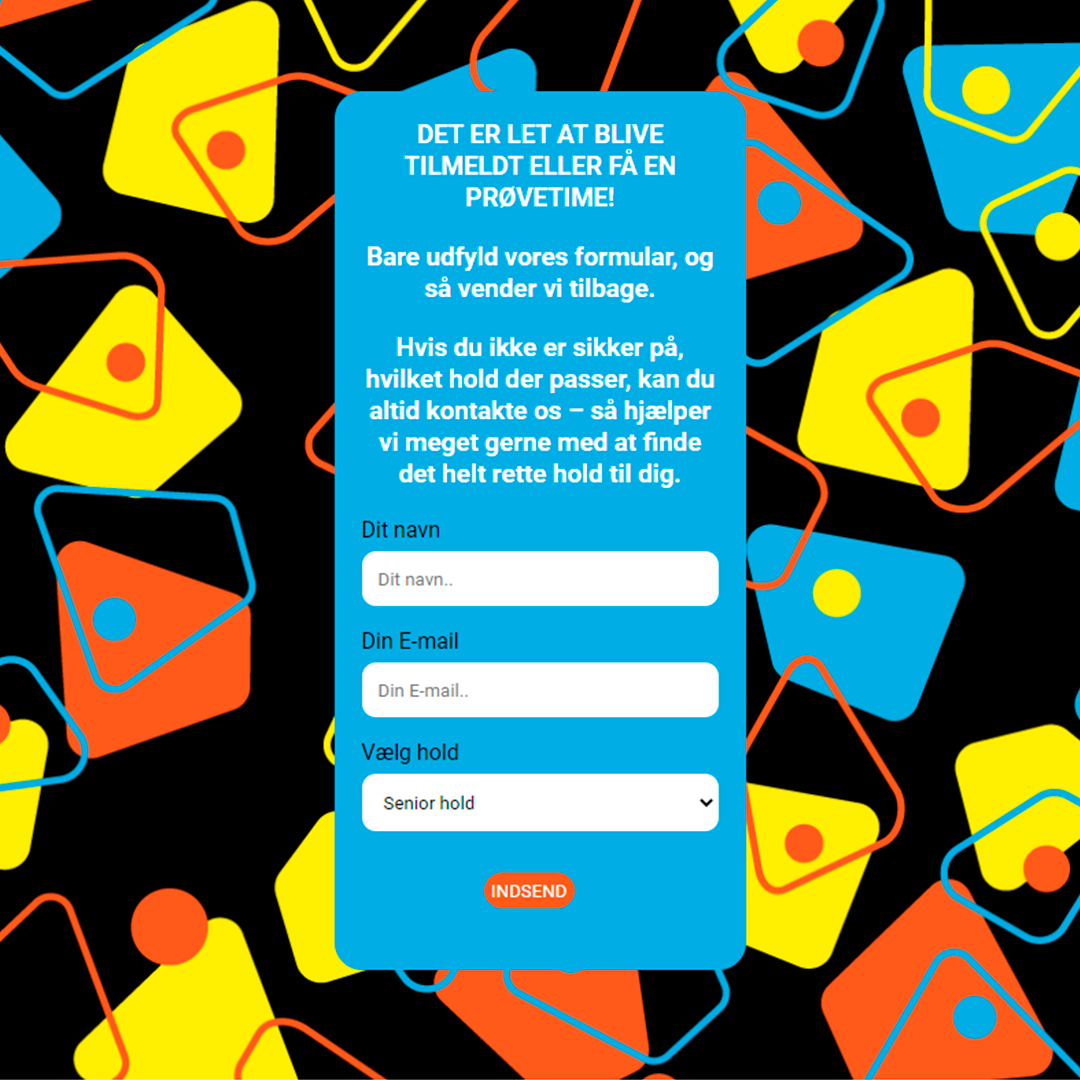 DET ER LET AT BLIVE
TILMELDT ELLER FÅ EN
PRØVETIME!
Bare udfyld vores formular, og
så vender vi tilbage.
Hvis du ikke er sikker på,
hvilket hold der passer, kan du
altid kontakte os – så hjælper
vi meget gerne med at finde
det helt rette hold til dig.
Dit navn
Dit navn..
Din E-mail
Din E-mail..
Vælg hold
Senior hold
INDSEND